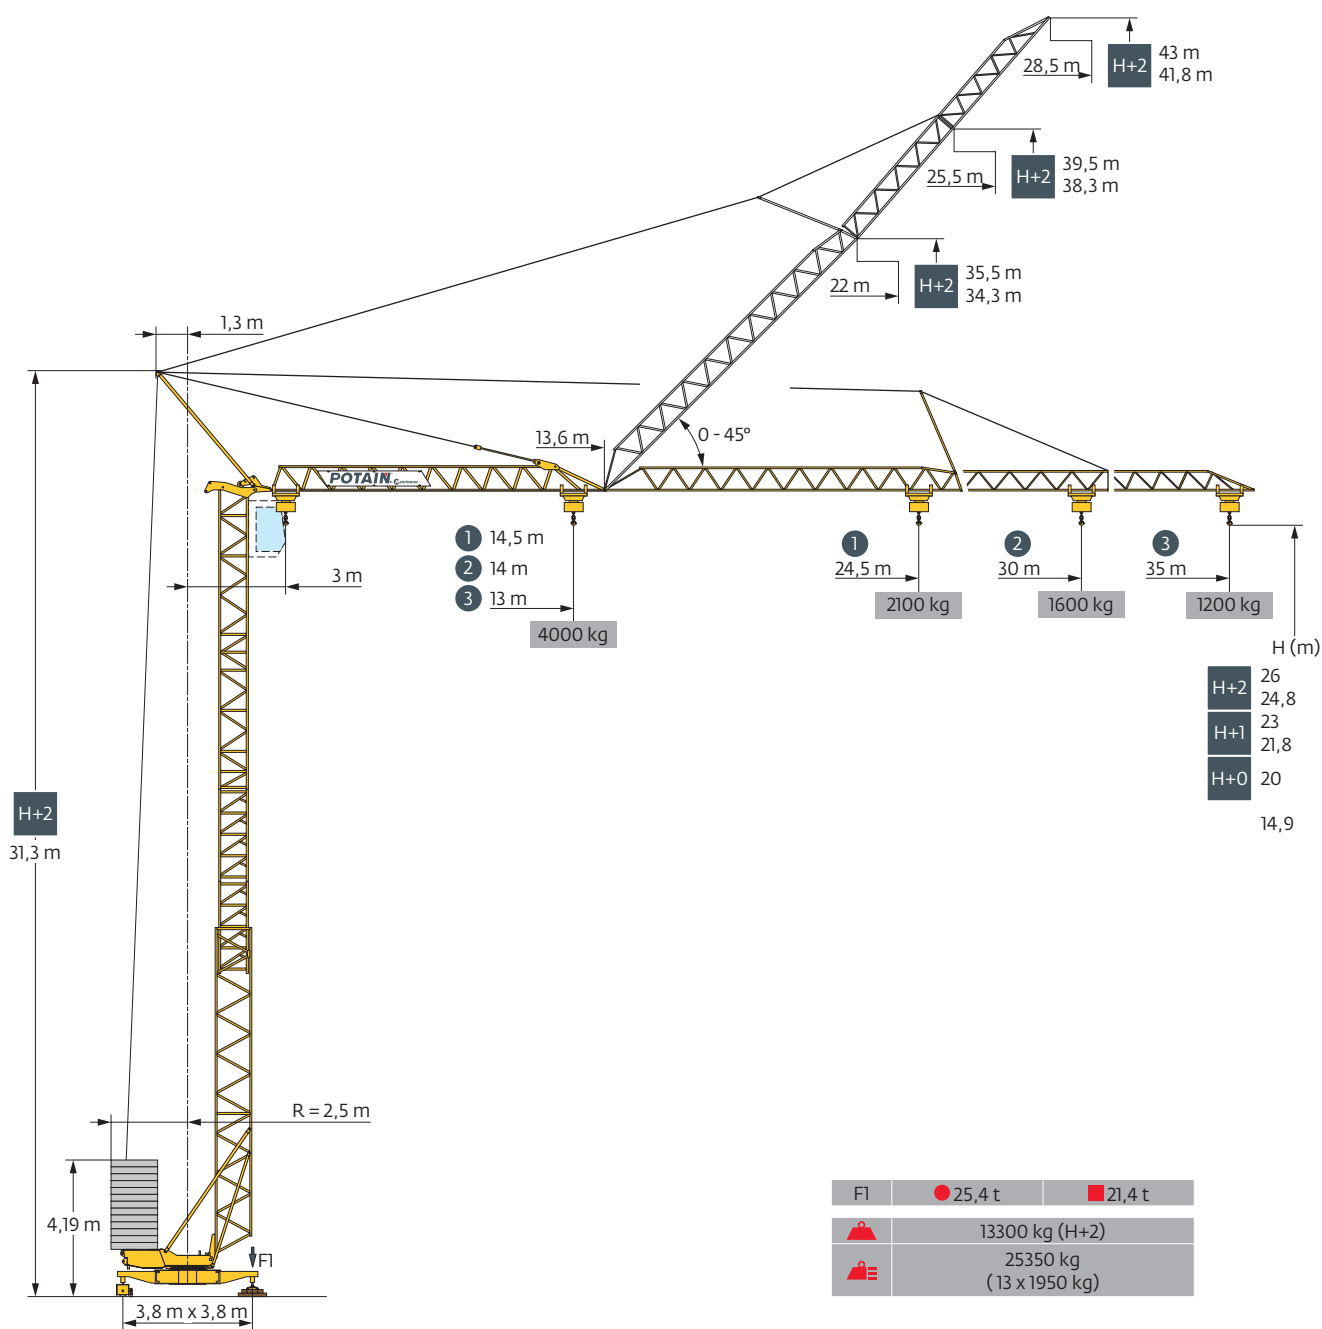 43 m
28,5 m
H+2
41,8 m
39,5 m
25,5 m
H+2
38,3 m
35,5 m
22 m
H+2
34,3 m
1,3 m
13,6 m
0 - 45°
POTAIN
1 14,5 m
2 14 m
3 13 m
4000 kg
3 m
1
24,5 m
2100 kg
2
30 m
1600 kg
3
35 m
1200 kg
H (m)
H+2
26
24,8
H+1
23
21,8
H+0 20
14,9
H+2
31,3 m
R = 2,5 m
4,19 m
F1
3,8 m x 3,8 m
F1 25,4 t 21,4 t
13300 kg (H+2)
25350 kg
( 13 x 1950 kg)